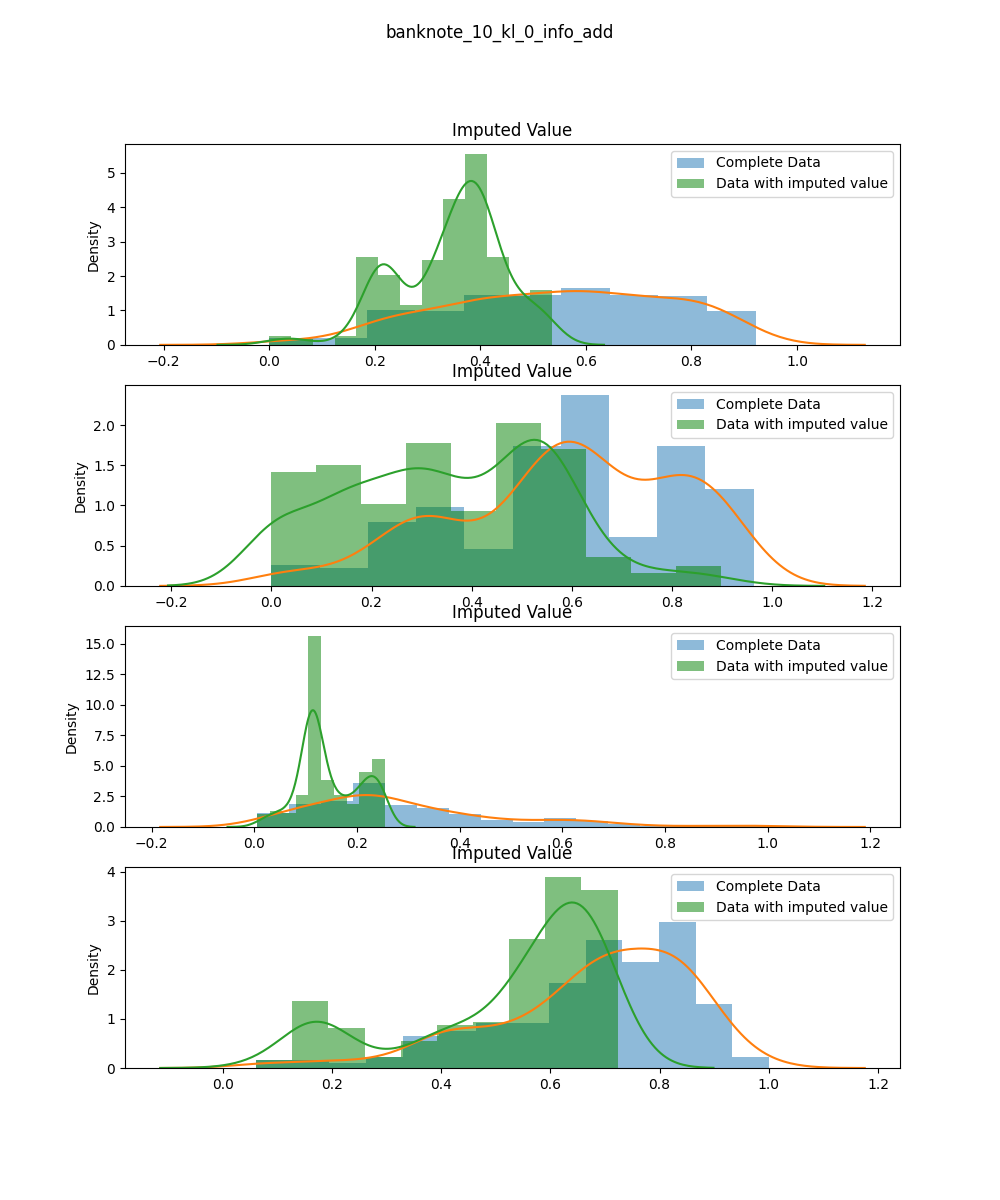 banknote_10_kl_0_info_add
Imputed Value
Density
5
4
3
2
1
0
Complete Data
Data with imputed value
−0.2 0.0 0.2 0.4 0.6 0.8 1.0
Imputed Value
Density
2.0
1.5
1.0
0.5
0.0
Complete Data
Data with imputed value
−0.2 0.0 0.2 0.4 0.6 0.8 1.0 1.2
Imputed Value
Density
15.0
12.5
10.0
7.5
5.0
2.5
0.0
Complete Data
Data with imputed value
−0.2 0.0 0.2 0.4 0.6 0.8 1.0 1.2
Imputed Value
Density
4
3
2
1
0
Complete Data
Data with imputed value
0.0 0.2 0.4 0.6 0.8 1.0 1.2